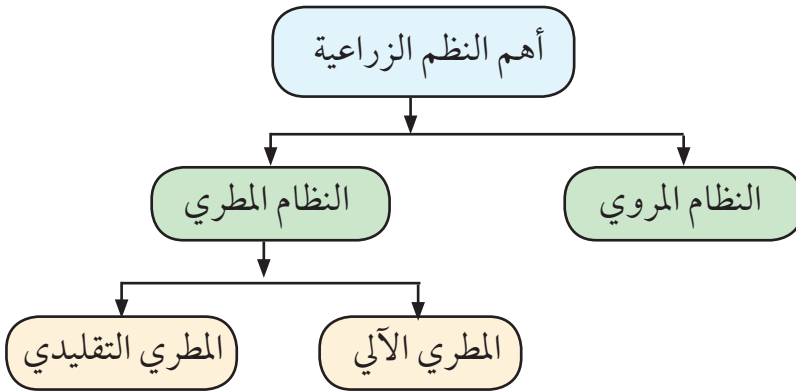 أهم النظم الزراعية
النظام المروي
النظام المطري
المطري الآلي
المطري التقليدي